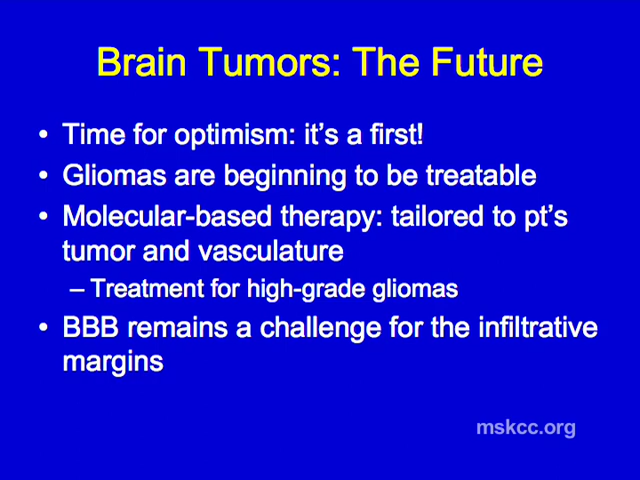 Brain Tumors: The Future
• Time for optimism: it's a first!
• Gliomas are beginning to be treatable
• Molecular-based therapy: tailored to pt's
tumor and vasculature
– Treatment for high-grade gliomas
• BBB remains a challenge for the infiltrative
margins
mskcc.org